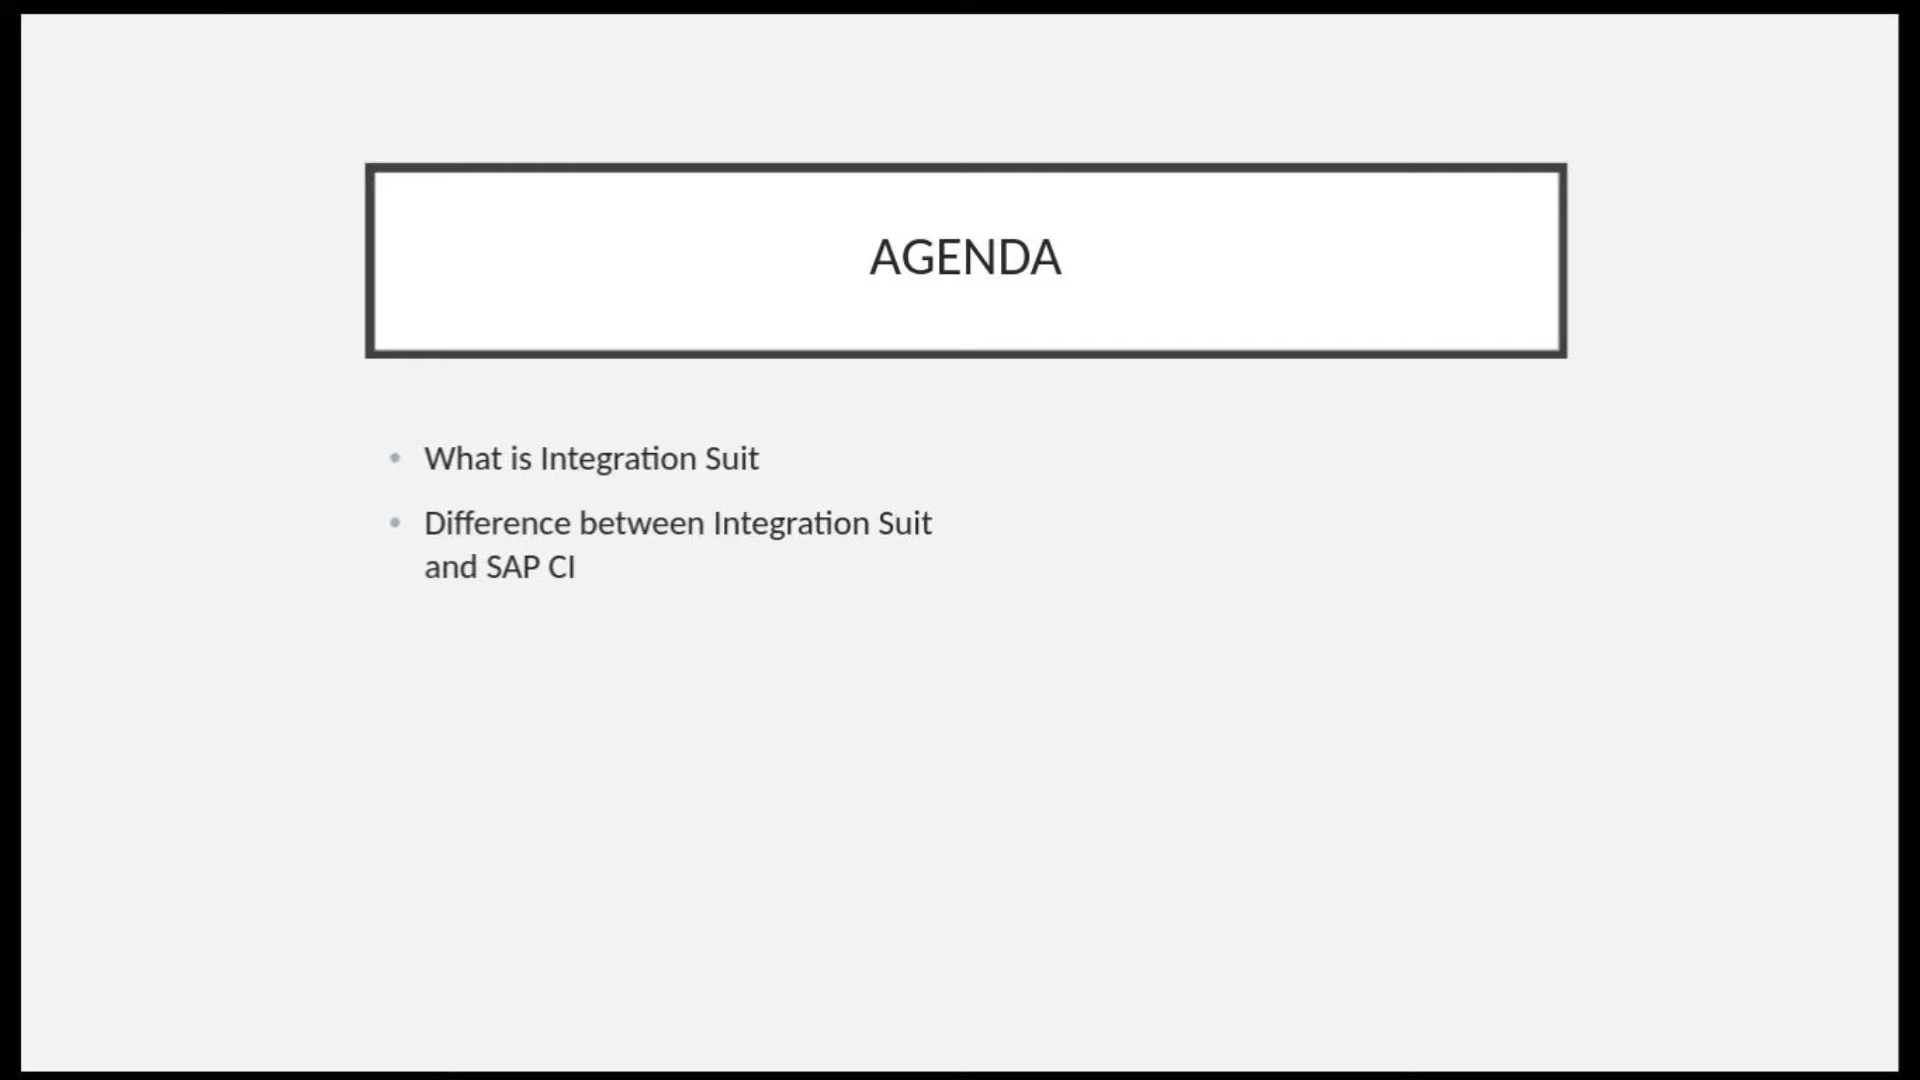 AGENDA
• What is Integration Suit
• Difference between Integration Suit
and SAP CI